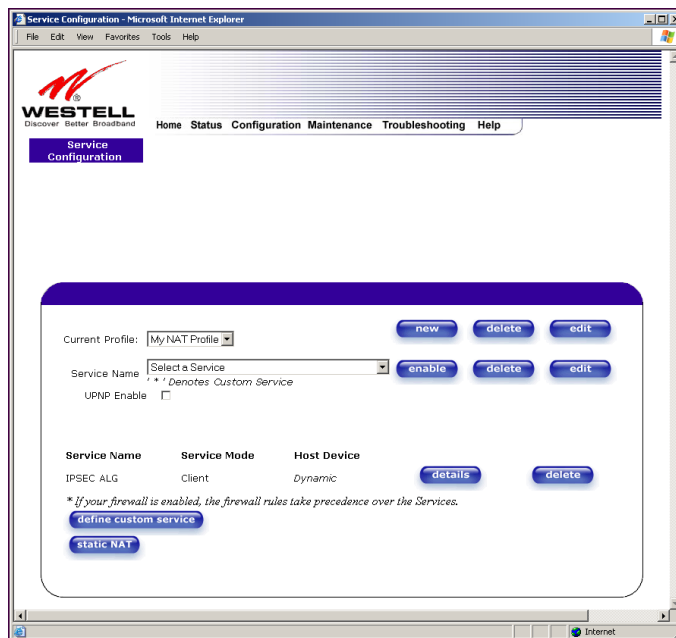 Service Configuration - Microsoft Internet Explorer
File Edit View Favorites Tools Help
®
WESTELL
Discover Better Broadband
Home Status Configuration Maintenance Troubleshooting Help
Service
Configuration
new delete edit
Current Profile: My NAT Profile
Service Name Select a Service enable delete edit
' * ' Denotes Custom Service
UPNP Enable
Service Name Service Mode Host Device
IPSEC ALG Client Dynamic details delete
* If your firewall is enabled, the firewall rules take precedence over the Services.
define custom service
static NAT
Internet